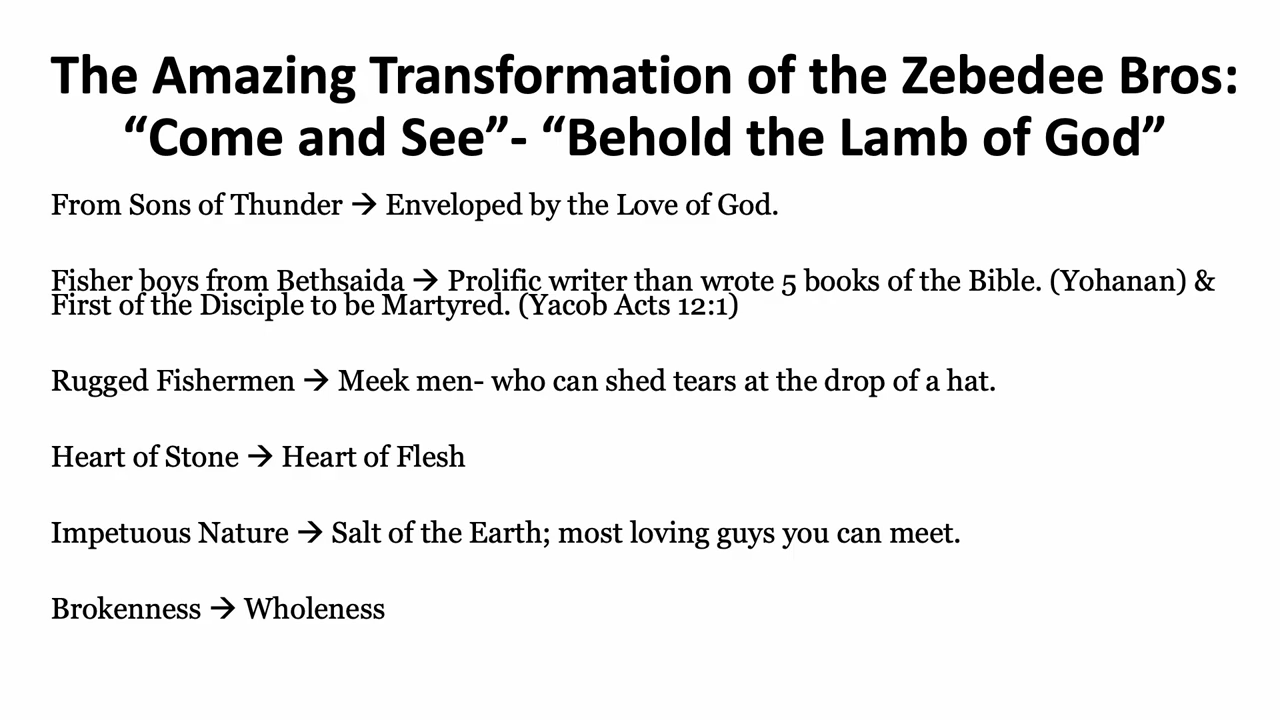 The Amazing Transformation of the Zebedee Bros:
“Come and See”- “Behold the Lamb of God”
From Sons of Thunder → Enveloped by the Love of God.
Fisher boys from Bethsaida → Prolific writer than wrote 5 books of the Bible. (Yohanan) &
First of the Disciple to be Martyred. (Yacob Acts 12:1)
Rugged Fishermen → Meek men- who can shed tears at the drop of a hat.
Heart of Stone → Heart of Flesh
Impetuous Nature → Salt of the Earth; most loving guys you can meet.
Brokenness → Wholeness